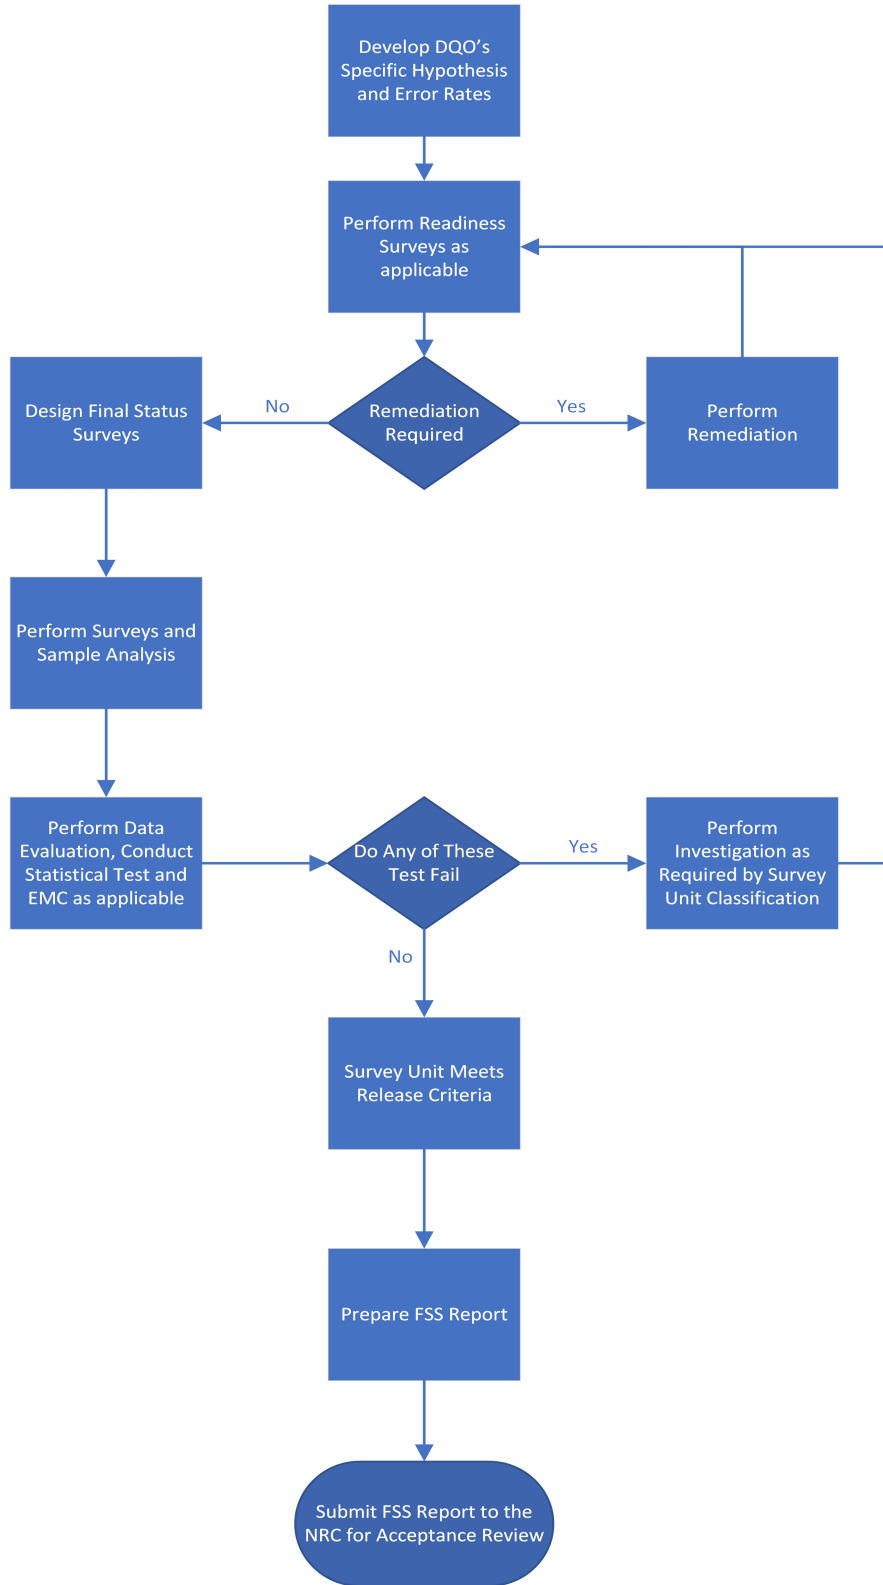 Develop DQO’s
Specific Hypothesis
and Error Rates
Perform Readiness
Surveys as
applicable
Design Final Status
Surveys
No
Remediation
Required
Yes
Perform
Remediation
Perform Surveys and
Sample Analysis
Perform Data
Evaluation, Conduct
Statistical Test and
EMC as applicable
Do Any of These
Test Fail
Yes
Perform
Investigation as
Required by Survey
Unit Classification
No
Survey Unit Meets
Release Criteria
Prepare FSS Report
Submit FSS Report to the
NRC for Acceptance Review